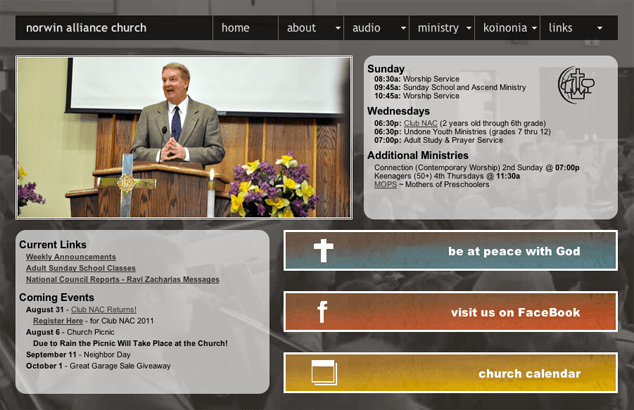 norwin alliance church
home
about
audio
ministry
koinonia
links
Sunday
08:30a: Worship Service
09:45a: Sunday School and Ascend Ministry
10:45a: Worship Service
Wednesdays
06:30p: Club NAC (2 years old through 6th grade)
06:30p: Undone Youth Ministries (grades 7 thru 12)
07:00p: Adult Study & Prayer Service
Additional Ministries
Connection (Contemporary Worship) 2nd Sunday @ 07:00p
Keenagers (50+) 4th Thursdays @ 11:30a
MOPS ~ Mothers of Preschoolers
Current Links
Weekly Announcements
Adult Sunday School Classes
National Council Reports - Ravi Zacharias Messages
Coming Events
August 31 - Club NAC Returns!
Register Here - for Club NAC 2011
August 6 - Church Picnic
Due to Rain the Picnic Will Take Place at the Church!
September 11 - Neighbor Day
October 1 - Great Garage Sale Giveaway
be at peace with God
visit us on FaceBook
church calendar